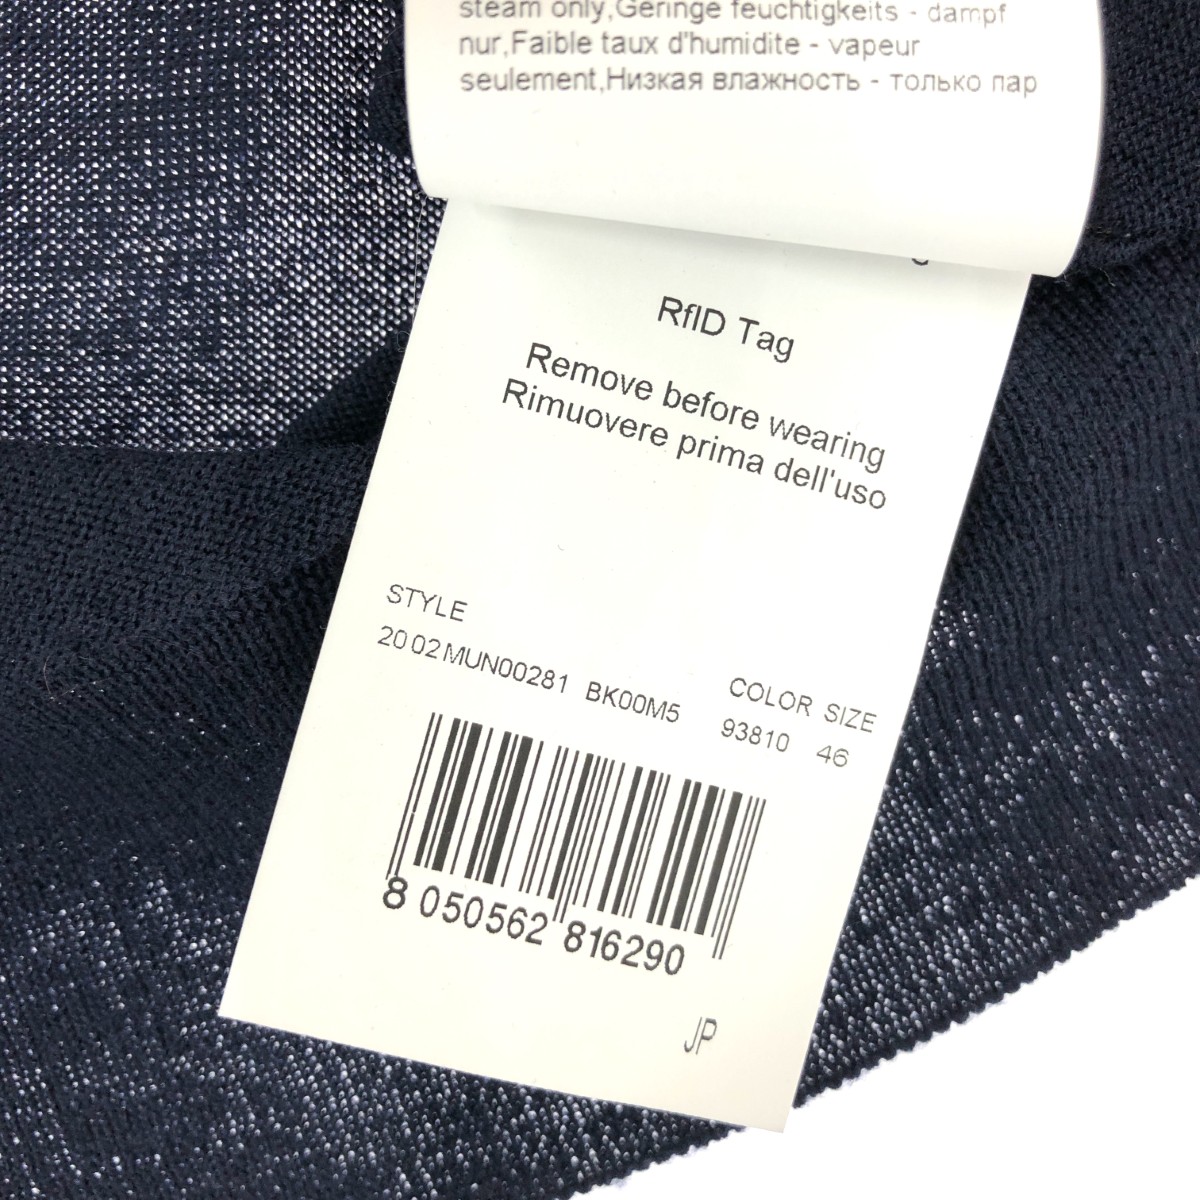 steam only,Geringe feuchtigkeits - dampf
nur,Faible taux d'humidite - vapeur
seulement,Низкая влажность - только пар
RfID Tag
Remove before wearing
Rimuovere prima dell'uso
STYLE
2002MUN00281 BK00M5
COLOR SIZE
93810 46
8 050562 816290
JP